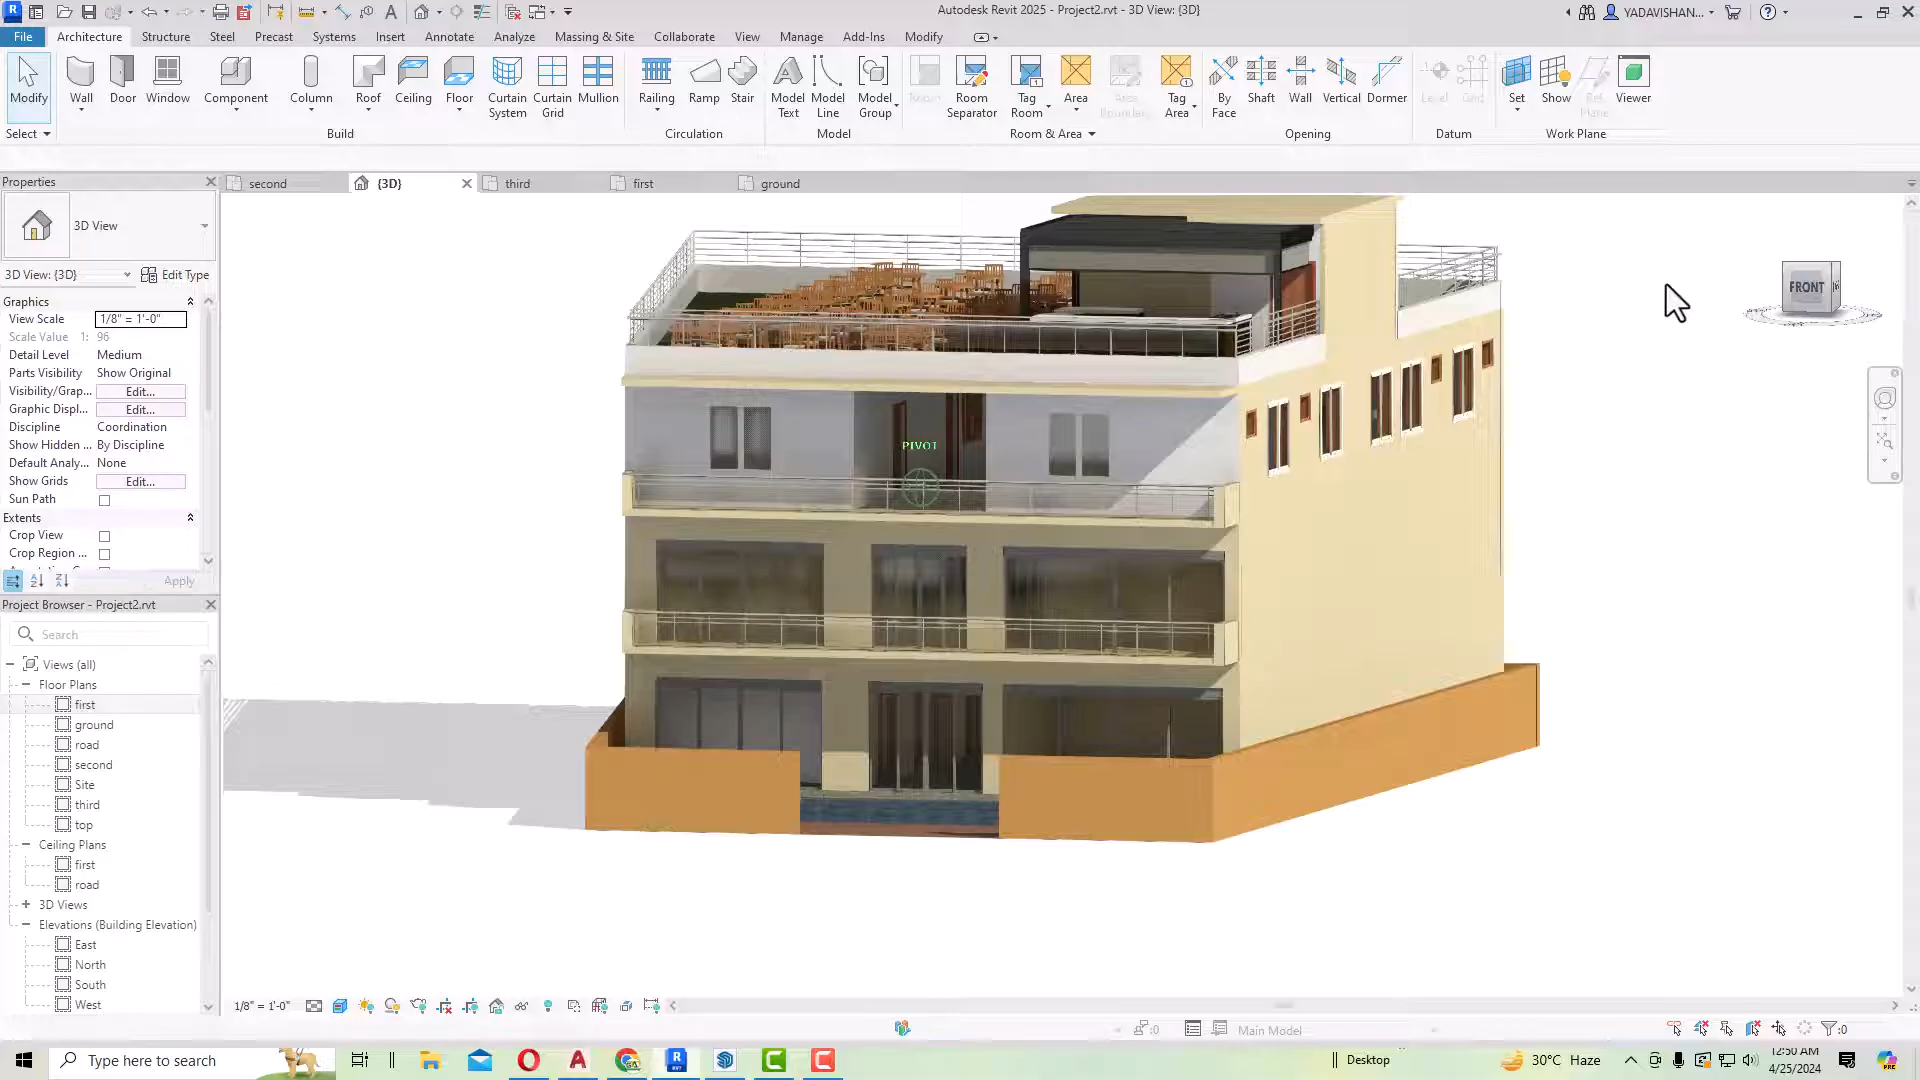 Autodesk Revit 2025 - Project2.rvt - 3D View: {3D}
YADAVISHAN...
File Architecture Structure Steel Precast Systems Insert Annotate Analyze Massing & Site Collaborate View Manage Add-Ins Modify
Modify Wall Door Window Component Column Roof Ceiling Floor Curtain System Curtain Grid Mullion Railing Ramp Stair Model Text Model Line Model Group Room Room Separator Tag Room Area Area Boundary Tag Area By Face Shaft Wall Vertical Dormer Level Grid Set Show Ref Plane Viewer
Select Build Circulation Model Room & Area Opening Datum Work Plane
Properties
second {3D} third first ground
3D View
3D View: {3D} Edit Type
Graphics
View Scale 1/8" = 1'-0"
Scale Value 1: 96
Detail Level Medium
Parts Visibility Show Original
Visibility/Grap... Edit...
Graphic Displ... Edit...
Discipline Coordination
Show Hidden ... By Discipline
Default Analy... None
Show Grids Edit...
Sun Path
Extents
Crop View
Crop Region ...
Apply
FRONT
PIVOT
Project Browser - Project2.rvt
Search
Views (all)
Floor Plans
first
ground
road
second
Site
third
top
Ceiling Plans
first
road
3D Views
Elevations (Building Elevation)
East
North
South
West
1/8" = 1'-0"
:0 Main Model :0
Type here to search
Desktop
30°C Haze
12:50 AM
4/25/2024